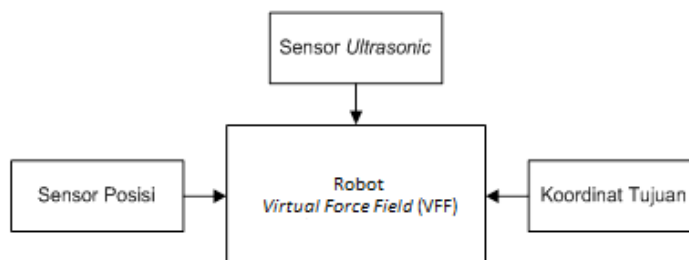 Sensor Ultrasonic
Sensor Posisi
Robot
Virtual Force Field (VFF)
Koordinat Tujuan